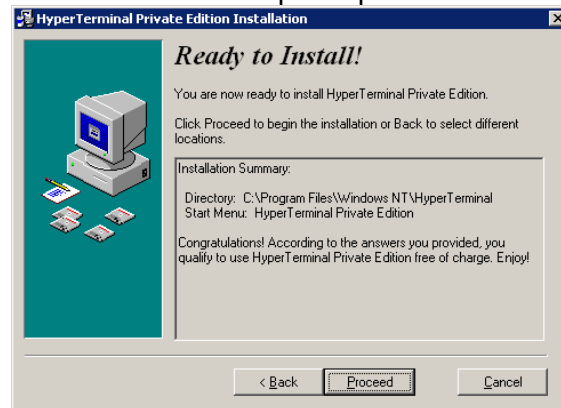 HyperTerminal Private Edition Installation
Ready to Install!
You are now ready to install HyperTerminal Private Edition.
Click Proceed to begin the installation or Back to select different
locations.
Installation Summary:
Directory: C:\Program Files\Windows NT\HyperTerminal
Start Menu: HyperTerminal Private Edition
Congratulations! According to the answers you provided, you
qualify to use HyperTerminal Private Edition free of charge. Enjoy!
< Back Proceed Cancel